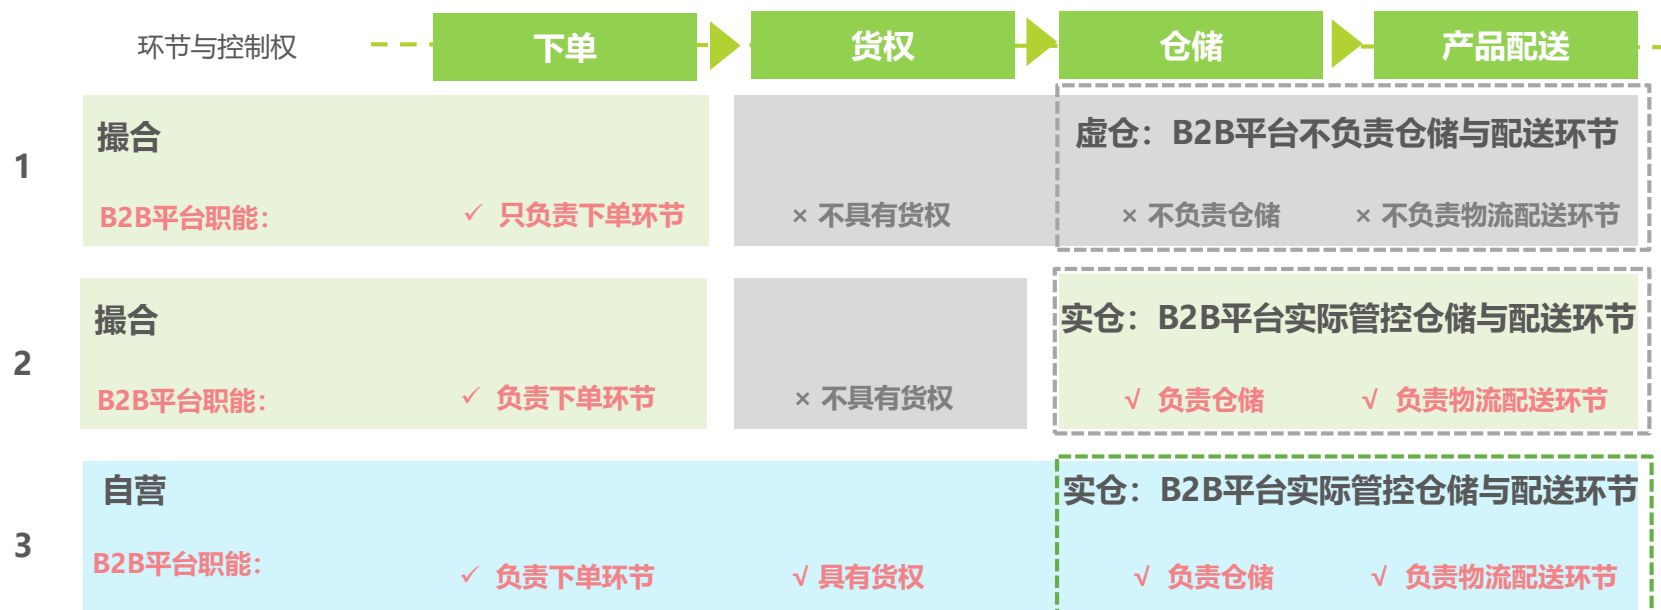 环节与控制权 下单 货权 仓储 产品配送
撮合 虚仓：B2B平台不负责仓储与配送环节
1
B2B平台职能： ✓ 只负责下单环节 × 不具有货权 × 不负责仓储 × 不负责物流配送环节
撮合 实仓：B2B平台实际管控仓储与配送环节
2
B2B平台职能： ✓ 负责下单环节 × 不具有货权 √ 负责仓储 √ 负责物流配送环节
自营 实仓：B2B平台实际管控仓储与配送环节
3
B2B平台职能： ✓ 负责下单环节 √ 具有货权 √ 负责仓储 √ 负责物流配送环节